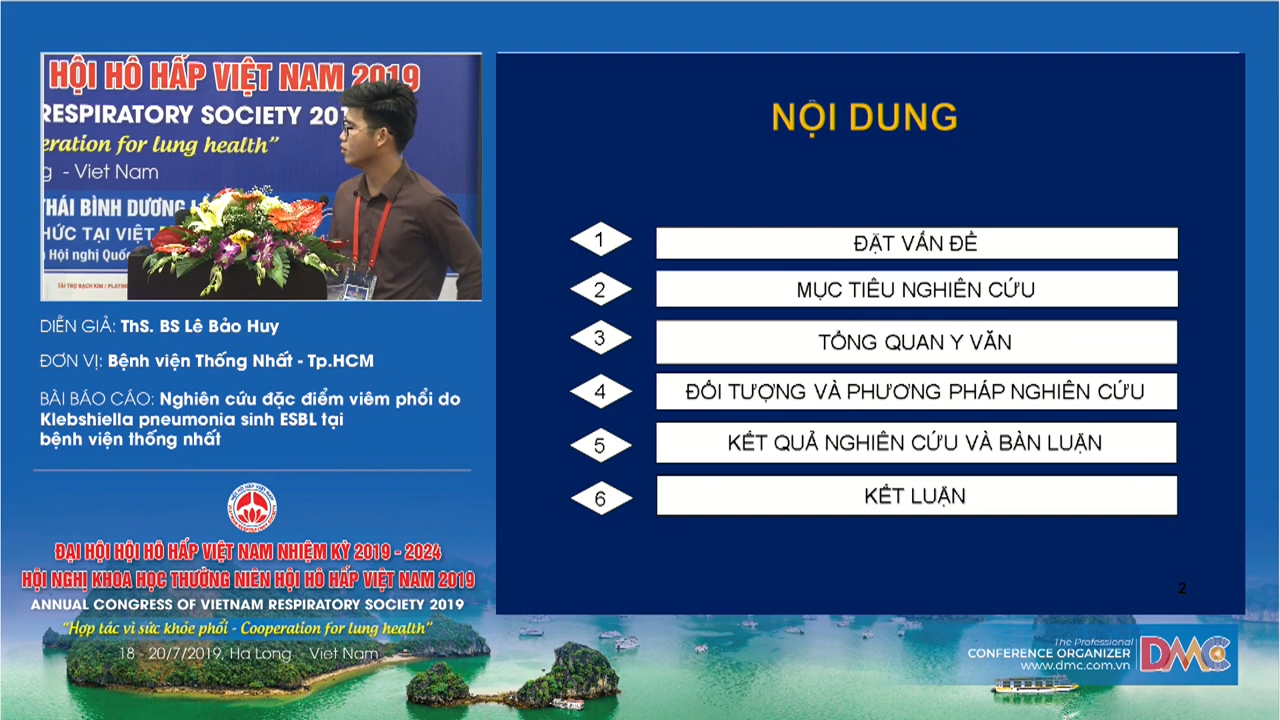 HỘI HÔ HẤP VIỆT NAM 2019
RESPIRATORY SOCIETY 201
eration for lung health”
g - Viet Nam
THÁI BÌNH DƯƠNG
HỨC TẠI VIỆT
Hội nghị Quốc
TÀI TRỢ BẠCH KIM / PLATIN
DIỄN GIẢ: ThS. BS Lê Bảo Huy
ĐƠN VỊ: Bệnh viện Thống Nhất - Tp.HCM
BÀI BÁO CÁO: Nghiên cứu đặc điểm viêm phổi do
Klebshiella pneumonia sinh ESBL tại
bệnh viện thống nhất
ĐẠI HỘI HỘI HÔ HẤP VIỆT NAM NHIỆM KỲ 2019 - 2024
HỘI NGHỊ KHOA HỌC THƯỜNG NIÊN HỘI HÔ HẤP VIỆT NAM 2019
ANNUAL CONGRESS OF VIETNAM RESPIRATORY SOCIETY 2019
“Hợp tác vì sức khỏe phổi - Cooperation for lung health”
18 - 20/7/2019, Ha Long - Viet Nam
NỘI DUNG
1 ĐẶT VẤN ĐỀ
2 MỤC TIÊU NGHIÊN CỨU
3 TỔNG QUAN Y VĂN
4 ĐỐI TƯỢNG VÀ PHƯƠNG PHÁP NGHIÊN CỨU
5 KẾT QUẢ NGHIÊN CỨU VÀ BÀN LUẬN
6 KẾT LUẬN
2
The Professional
CONFERENCE ORGANIZER
www.dmc.com.vn
DMC